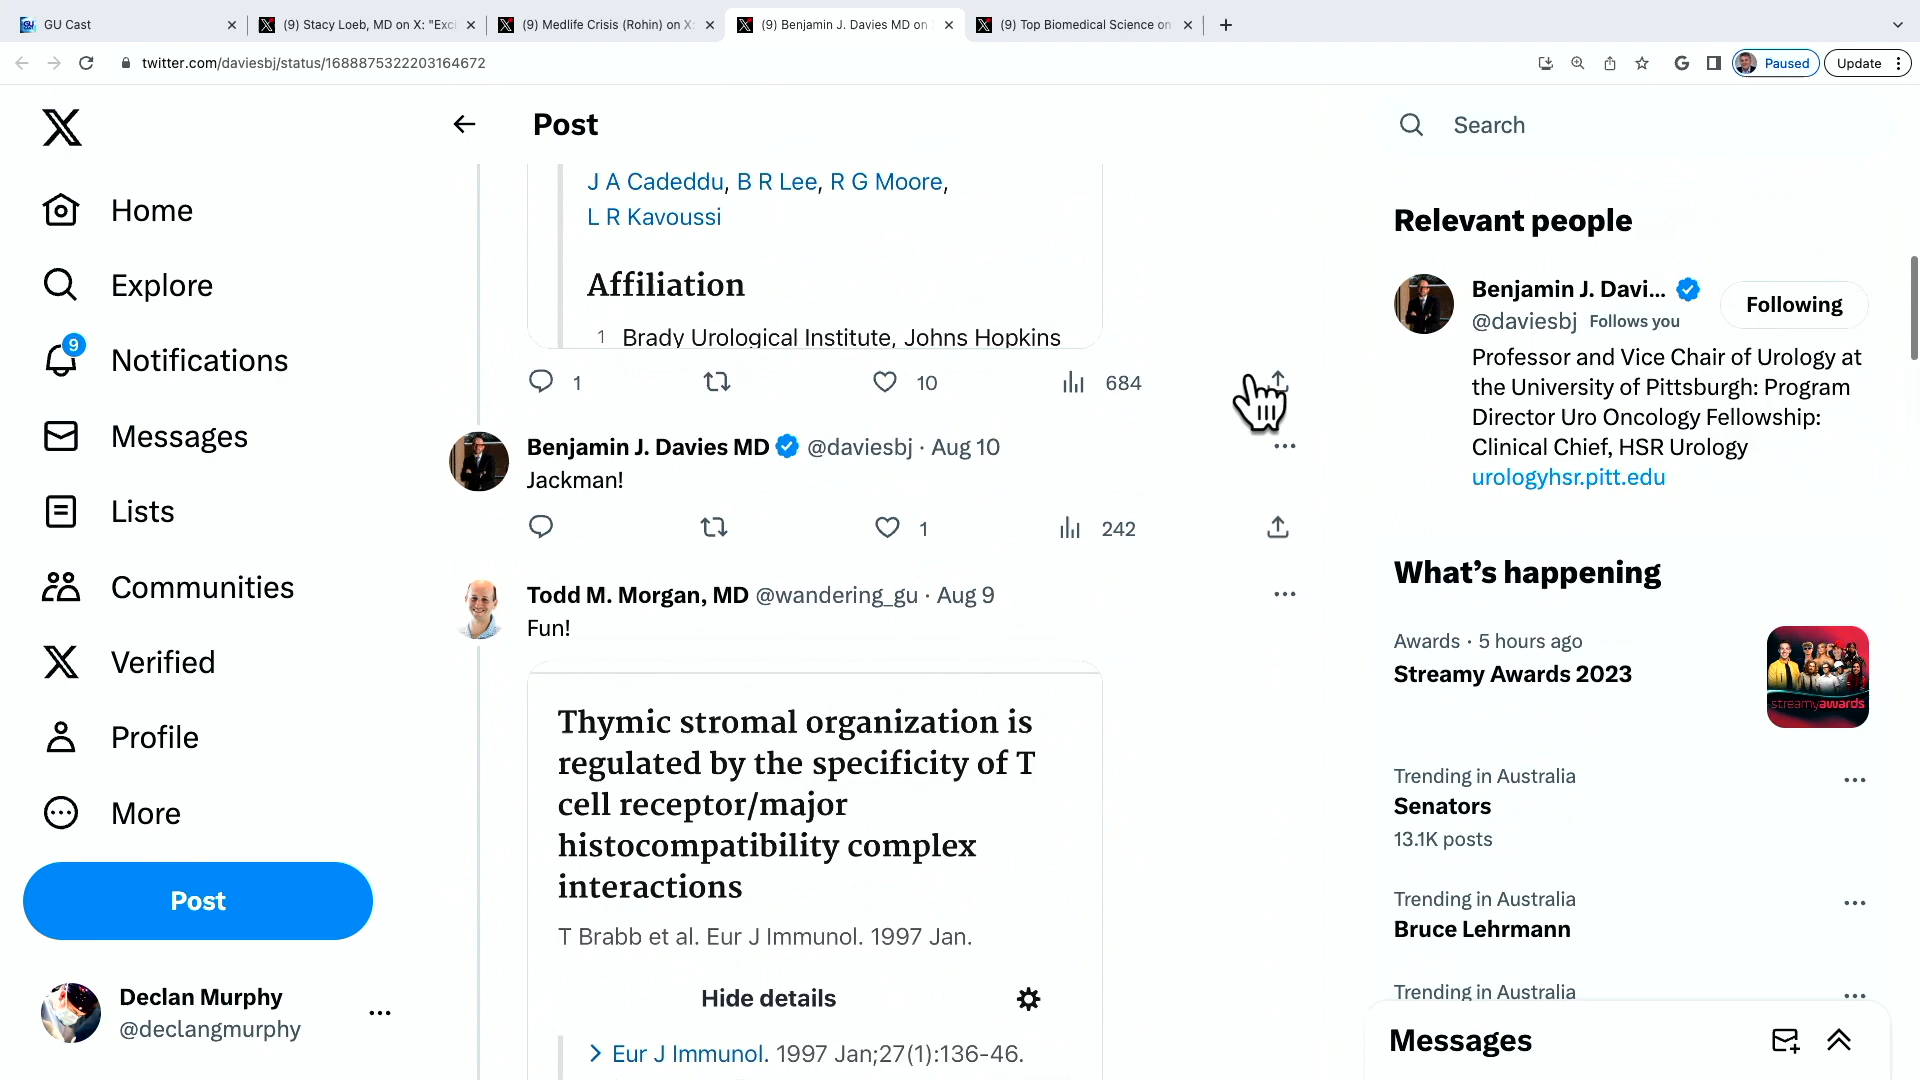 GU Cast
(9) Stacy Loeb, MD on X: "Exci
(9) Medlife Crisis (Rohin) on X:
(9) Benjamin J. Davies MD on
(9) Top Biomedical Science on
twitter.com/daviesbj/status/1688875322203164672
Paused
Update
Post
Search
Home
Explore
9
Notifications
Messages
Lists
Communities
Verified
Profile
More
Post
Declan Murphy
@declangmurphy
J A Cadeddu, B R Lee, R G Moore,
L R Kavoussi
Affiliation
1 Brady Urological Institute, Johns Hopkins
1 10 684
Benjamin J. Davies MD @daviesbj · Aug 10
Jackman!
1 242
Todd M. Morgan, MD @wandering_gu · Aug 9
Fun!
Thymic stromal organization is
regulated by the specificity of T
cell receptor/major
histocompatibility complex
interactions
T Brabb et al. Eur J Immunol. 1997 Jan.
Hide details
> Eur J Immunol. 1997 Jan;27(1):136-46.
Relevant people
Benjamin J. Davi...
Following
@daviesbj Follows you
Professor and Vice Chair of Urology at
the University of Pittsburgh: Program
Director Uro Oncology Fellowship:
Clinical Chief, HSR Urology
urologyhsr.pitt.edu
What's happening
Awards · 5 hours ago
Streamy Awards 2023
streamyawards
Trending in Australia
Senators
13.1K posts
Trending in Australia
Bruce Lehrmann
Trending in Australia
Messages